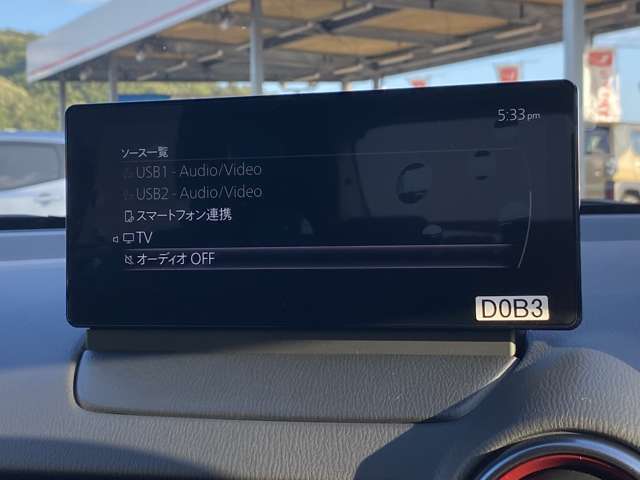 5:33 pm
ソース一覧
USB1 - Audio/Video
USB2 - Audio/Video
スマートフォン連携
TV
オーディオ OFF
D0B3